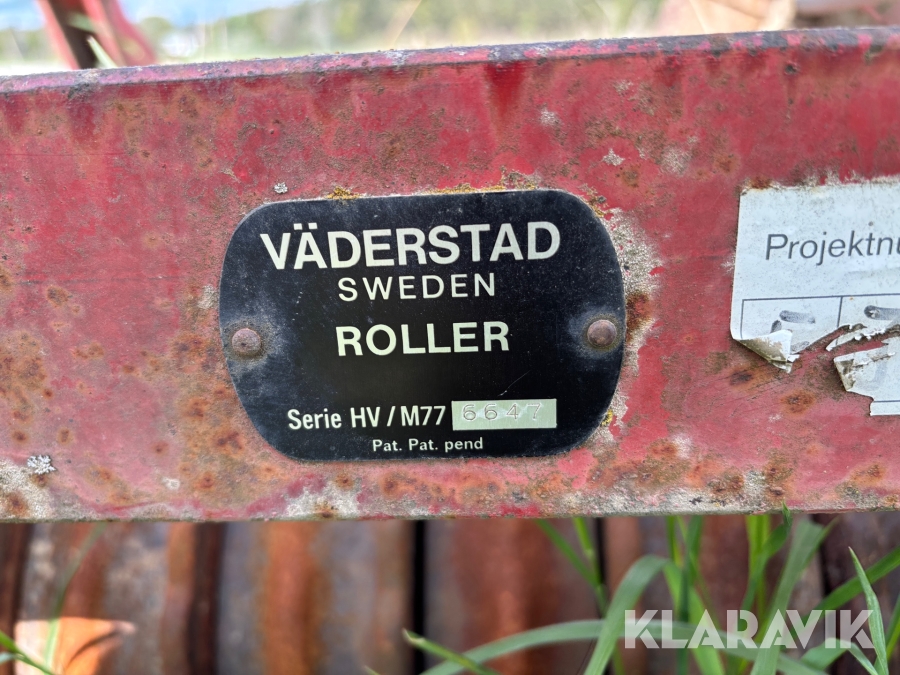 VÄDERSTAD
SWEDEN
ROLLER
Serie HV/M77 6647
Pat. Pat. pend
Projektnu
KLARAVIK